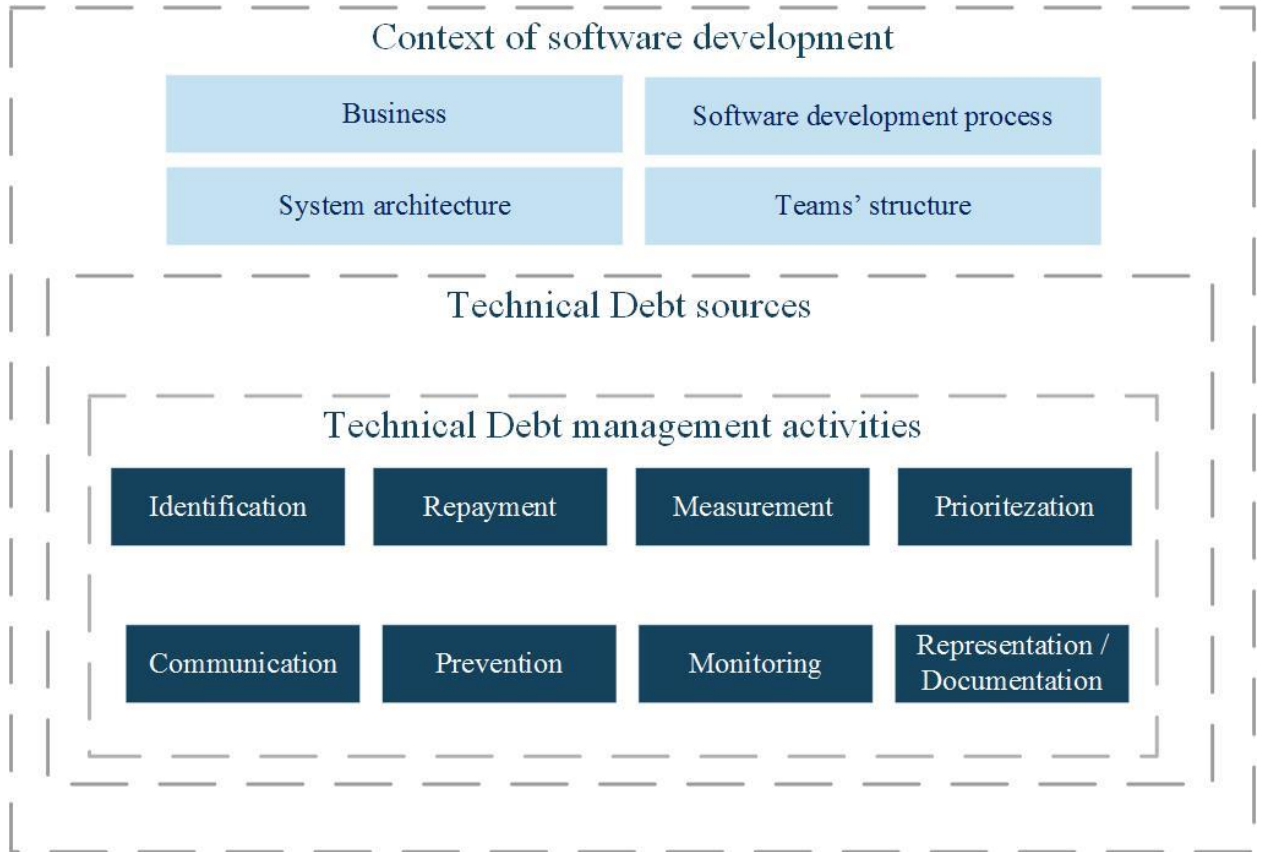 Context of software development
Business
Software development process
System architecture
Teams’ structure
Technical Debt sources
Technical Debt management activities
Identification
Repayment
Measurement
Prioritezation
Communication
Prevention
Monitoring
Representation /
Documentation